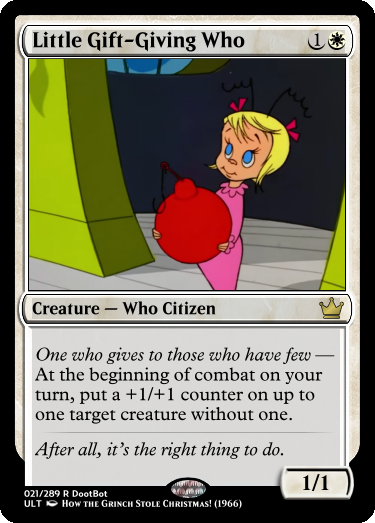 Little Gift-Giving Who 1
Creature — Who Citizen
One who gives to those who have few —
At the beginning of combat on your
turn, put a +1/+1 counter on up to
one target creature without one.
After all, it's the right thing to do.
1/1
021/289 R DootBot
ULT HOW THE GRINCH STOLE CHRISTMAS! (1966)